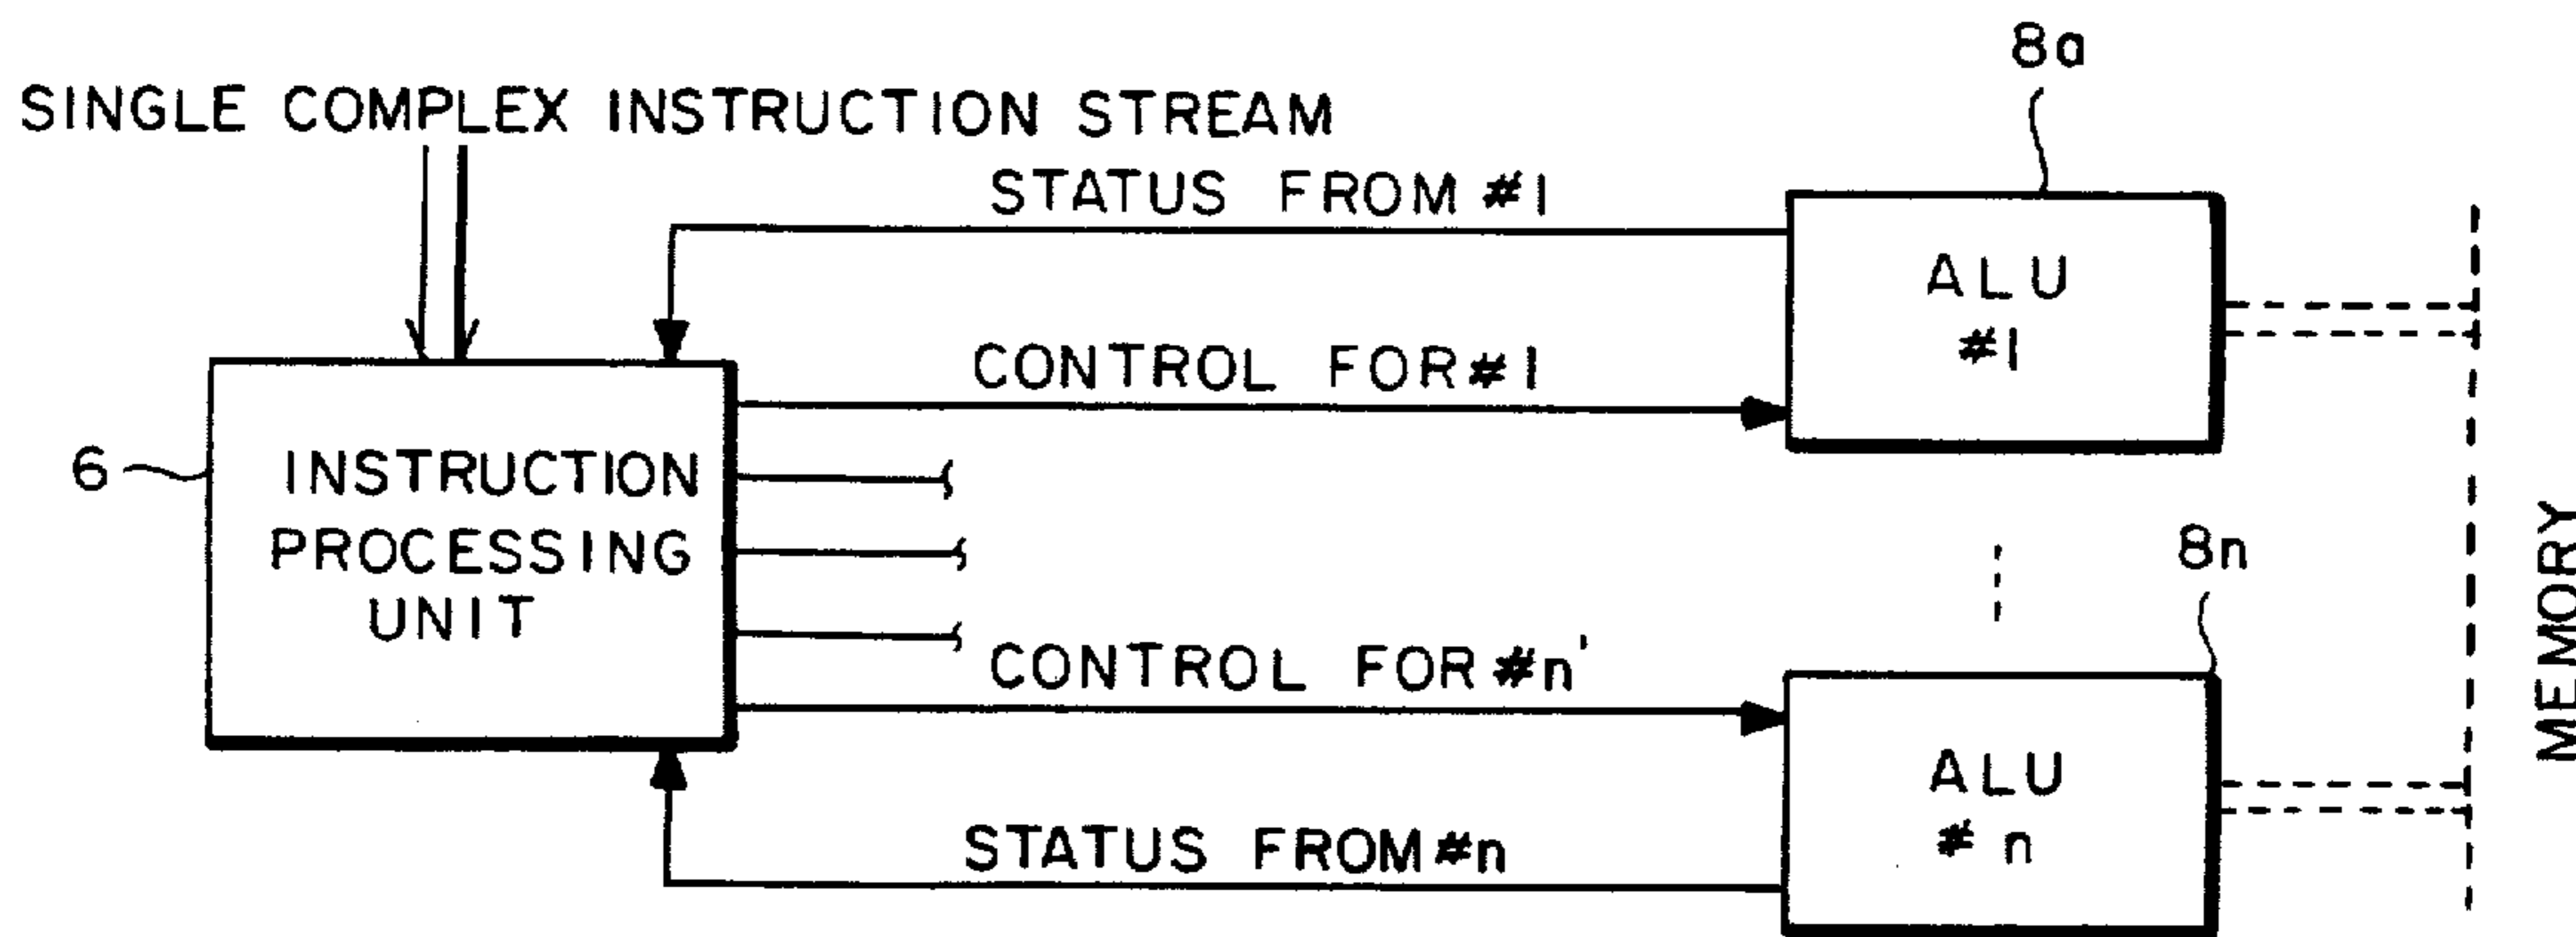 8a
SINGLE COMPLEX INSTRUCTION STREAM
STATUS FROM #1
ALU
#1
CONTROL FOR #1
6
INSTRUCTION
PROCESSING
UNIT
8n
MEMORY
CONTROL FOR #n'
ALU
# n
STATUS FROM #n